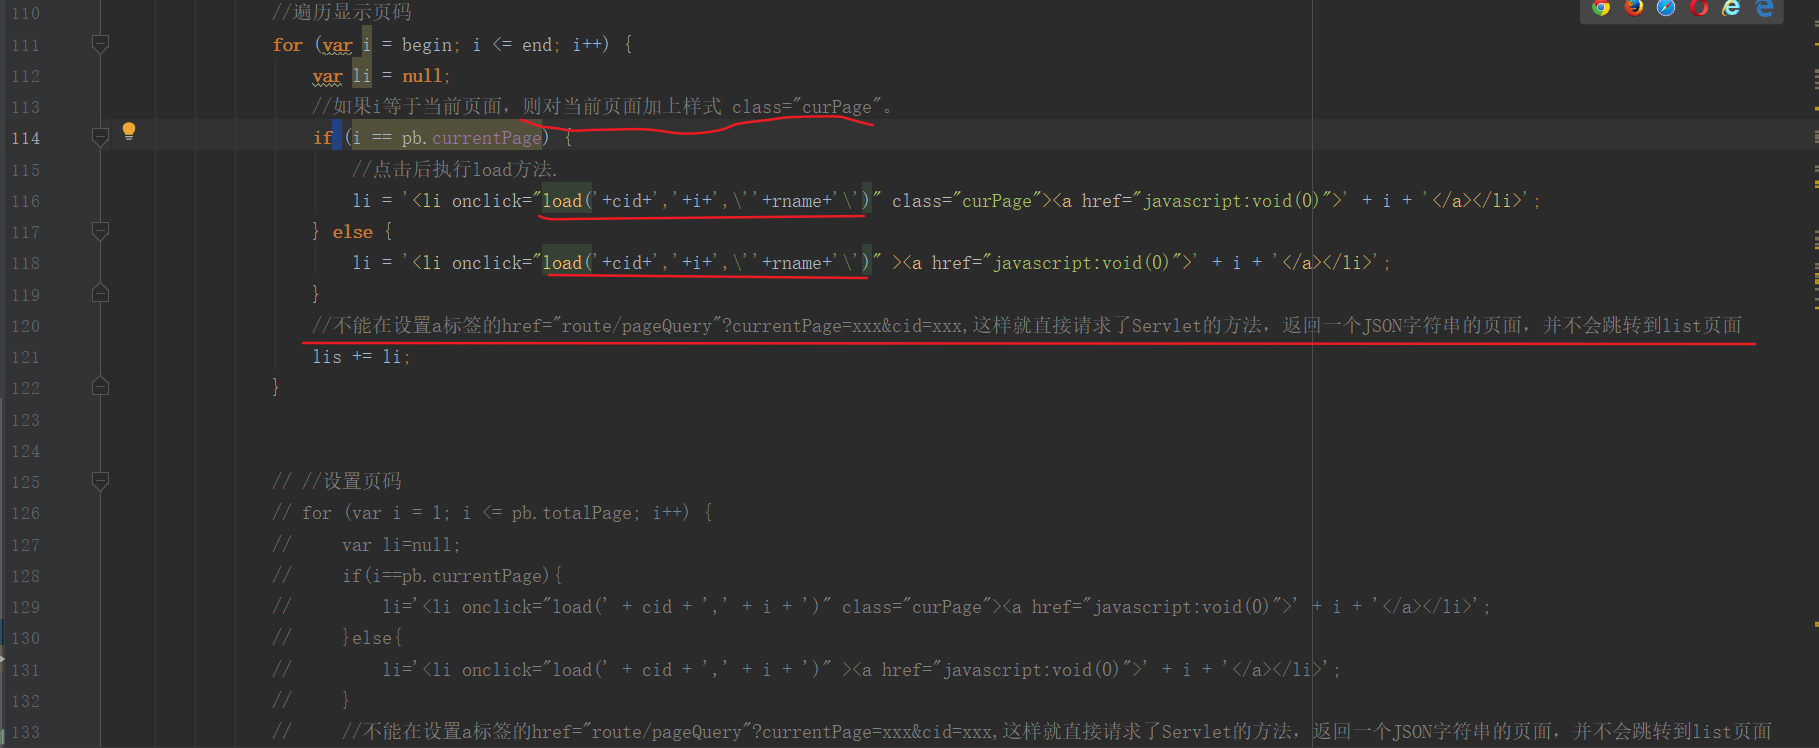 110 //遍历显示页码
111 for (var i = begin; i <= end; i++) {
112 var li = null;
113 //如果i等于当前页面，则对当前页面加上样式 class="curPage"。
114 if (i == pb.currentPage) {
115 //点击后执行load方法.
116 li = '<li onclick="load('+cid+','+i+',\''+rname+'\')" class="curPage"><a href="javascript:void(0)">' + i + '</a></li>';
117 } else {
118 li = '<li onclick="load('+cid+','+i+',\''+rname+'\')" ><a href="javascript:void(0)">' + i + '</a></li>';
119 }
120 //不能在设置a标签的href="route/pageQuery"?currentPage=xxx&cid=xxx,这样就直接请求了Servlet的方法，返回一个JSON字符串的页面，并不会跳转到list页面
121 lis += li;
122 }
123
124
125 // //设置页码
126 // for (var i = 1; i <= pb.totalPage; i++) {
127 // var li=null;
128 // if(i==pb.currentPage){
129 // li='<li onclick="load(' + cid + ',' + i + ')" class="curPage"><a href="javascript:void(0)">' + i + '</a></li>';
130 // }else{
131 // li='<li onclick="load(' + cid + ',' + i + ')" ><a href="javascript:void(0)">' + i + '</a></li>';
132 // }
133 // //不能在设置a标签的href="route/pageQuery"?currentPage=xxx&cid=xxx,这样就直接请求了Servlet的方法，返回一个JSON字符串的页面，并不会跳转到list页面